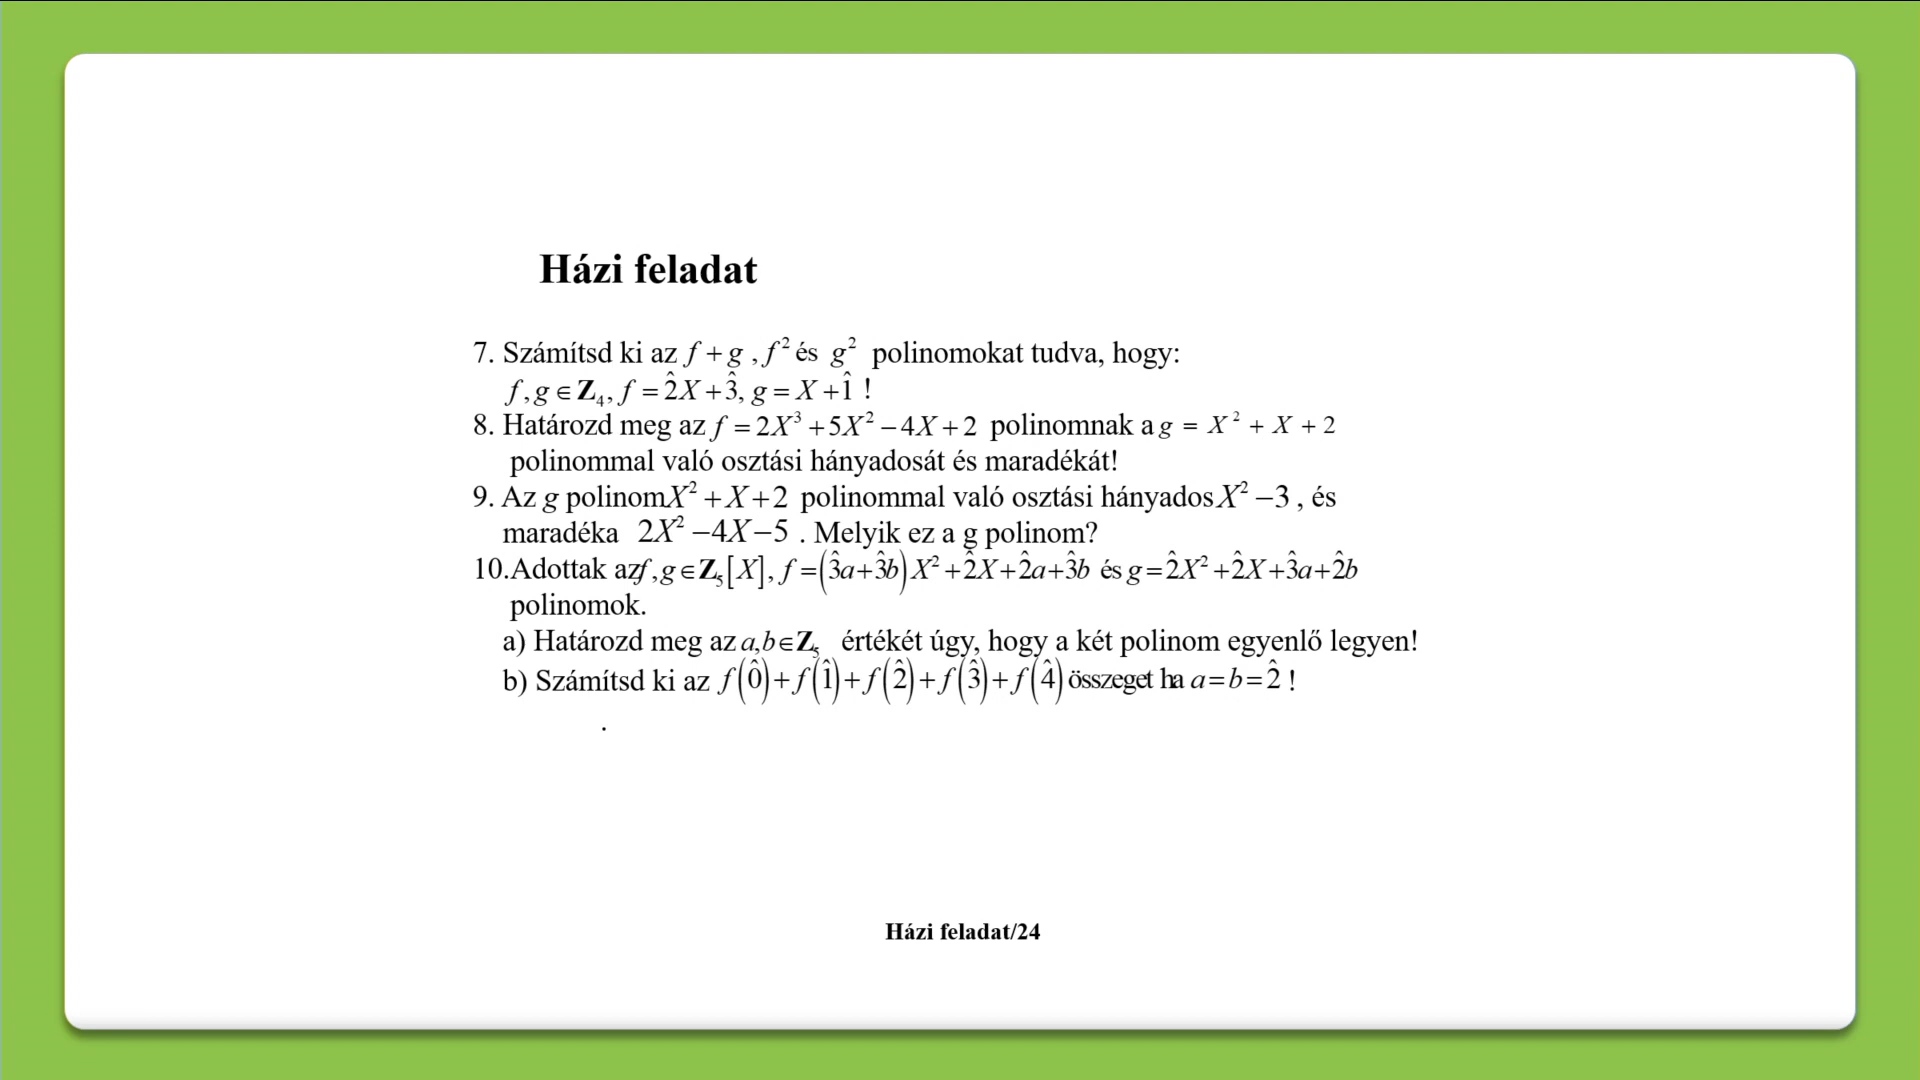 Házi feladat
7. Számítsd ki az f + g , f² és g² polinomokat tudva, hogy:
f, g ∈ Z₄, f = 2̂X + 3̂, g = X + 1̂ !
8. Határozd meg az f = 2X³ + 5X² − 4X + 2 polinomnak a g = X² + X + 2
polinommal való osztási hányadosát és maradékát!
9. Az g polinom X² + X + 2 polinommal való osztási hányados X² − 3 , és
maradéka 2X² − 4X − 5 . Melyik ez a g polinom?
10.Adottak az f, g ∈ Z₅[X], f = (3̂a + 3̂b)X² + 2̂X + 2̂a + 3̂b és g = 2̂X² + 2̂X + 3̂a + 2̂b
polinomok.
a) Határozd meg az a,b ∈ Z₅ értékét úgy, hogy a két polinom egyenlő legyen!
b) Számítsd ki az f(0̂) + f(1̂) + f(2̂) + f(3̂) + f(4̂) összeget ha a = b = 2̂ !
.
Házi feladat/24